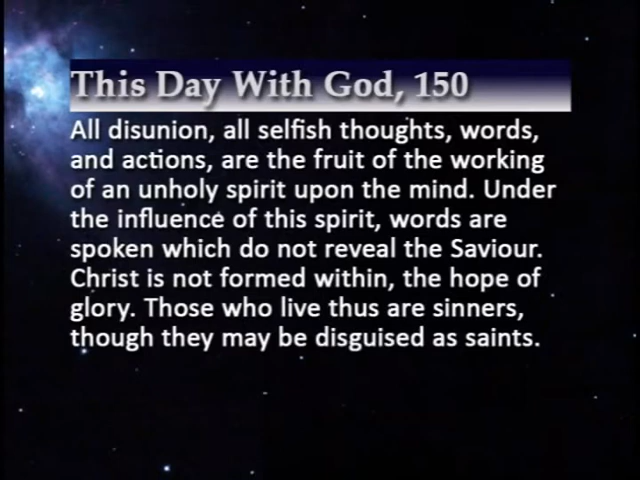 This Day With God, 150
All disunion, all selfish thoughts, words,
and actions, are the fruit of the working
of an unholy spirit upon the mind. Under
the influence of this spirit, words are
spoken which do not reveal the Saviour.
Christ is not formed within, the hope of
glory. Those who live thus are sinners,
though they may be disguised as saints.